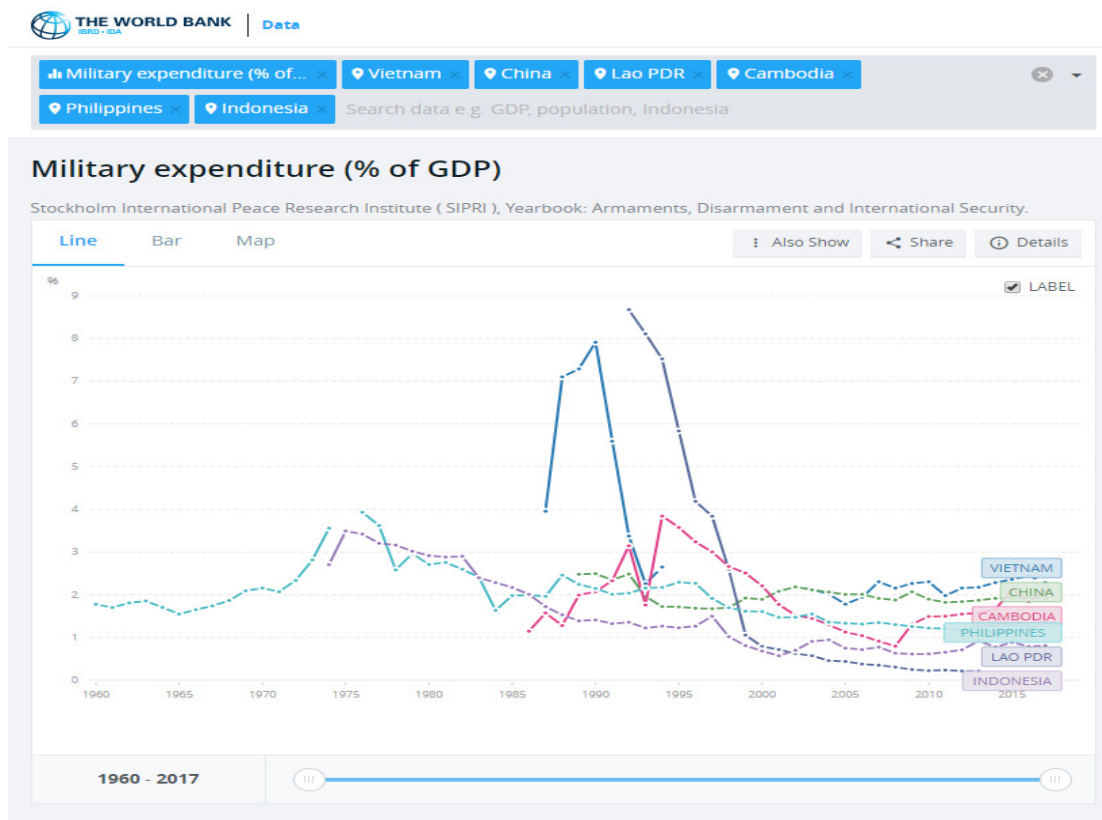 THE WORLD BANK
IBRD • IDA
Data
Military expenditure (% of... × Vietnam × China × Lao PDR × Cambodia ×
Philippines × Indonesia × Search data e.g. GDP, population, Indonesia
Military expenditure (% of GDP)
Stockholm International Peace Research Institute ( SIPRI ), Yearbook: Armaments, Disarmament and International Security.
Line Bar Map Also Show Share Details
%
LABEL
9
8
7
6
5
4
3
2
1
0
VIETNAM
CHINA
CAMBODIA
PHILIPPINES
LAO PDR
INDONESIA
1960 1965 1970 1975 1980 1985 1990 1995 2000 2005 2010 2015
1960 - 2017